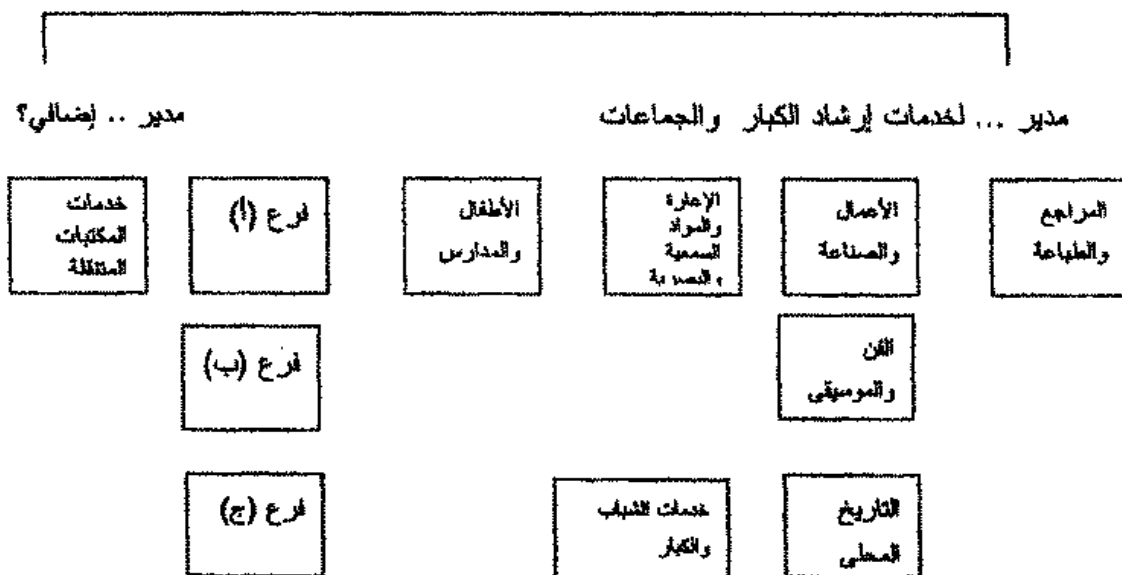 مدير ... لخدمات إرشاد الكبار والجماعات
مدير .. إضافي؟
المراجع
والطباعة
الأعمال
والصناعة
الإعارة
والمواد
السمعية
والبصرية
الأطفال
والمدارس
فرع (أ)
خدمات
المكتبات
المتنقلة
الفن
والموسيقى
فرع (ب)
التاريخ
المحلى
خدمات الشباب
والكبار
فرع (ج)